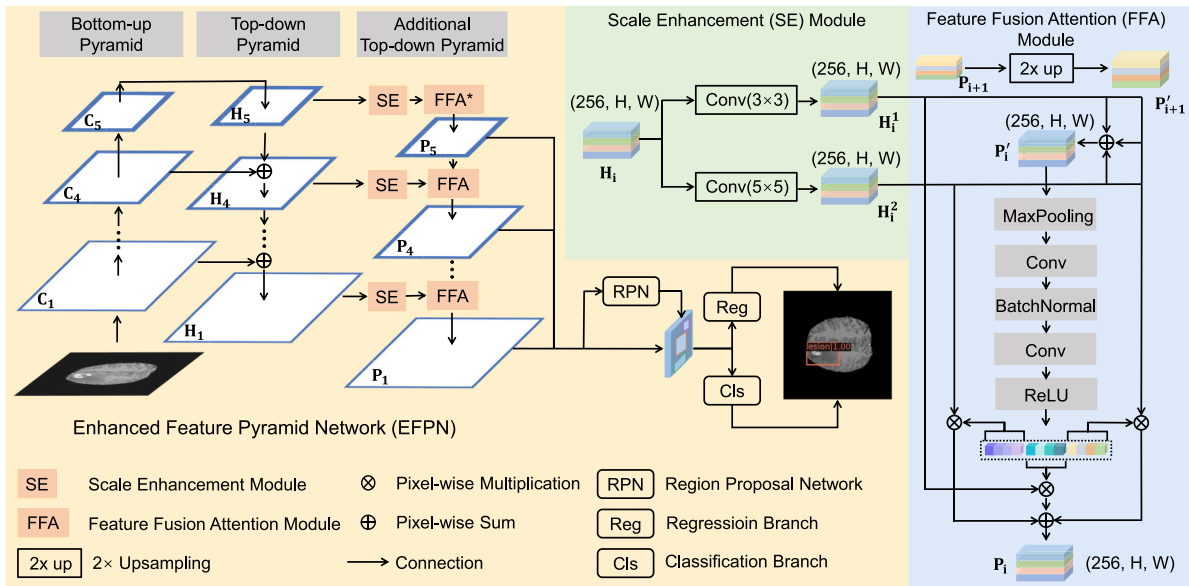 Bottom-up
Pyramid
Top-down
Pyramid
Additional
Top-down Pyramid
C5
H5
SE
FFA*
P5
C4
H4
SE
FFA
P4
C1
H1
SE
FFA
P1
RPN
Reg
Cls
lesion|1.00
Enhanced Feature Pyramid Network (EFPN)
SE Scale Enhancement Module
FFA Feature Fusion Attention Module
2x up 2× Upsampling
⊗ Pixel-wise Multiplication
⊕ Pixel-wise Sum
Connection
RPN Region Proposal Network
Reg Regressioin Branch
Cls Classification Branch
Scale Enhancement (SE) Module
(256, H, W)
Hi
Conv(3×3)
(256, H, W)
Hi1
Conv(5×5)
(256, H, W)
Hi2
Feature Fusion Attention (FFA)
Module
Pi+1
2x up
P′i+1
(256, H, W)
P′i
MaxPooling
Conv
BatchNormal
Conv
ReLU
Pi
(256, H, W)